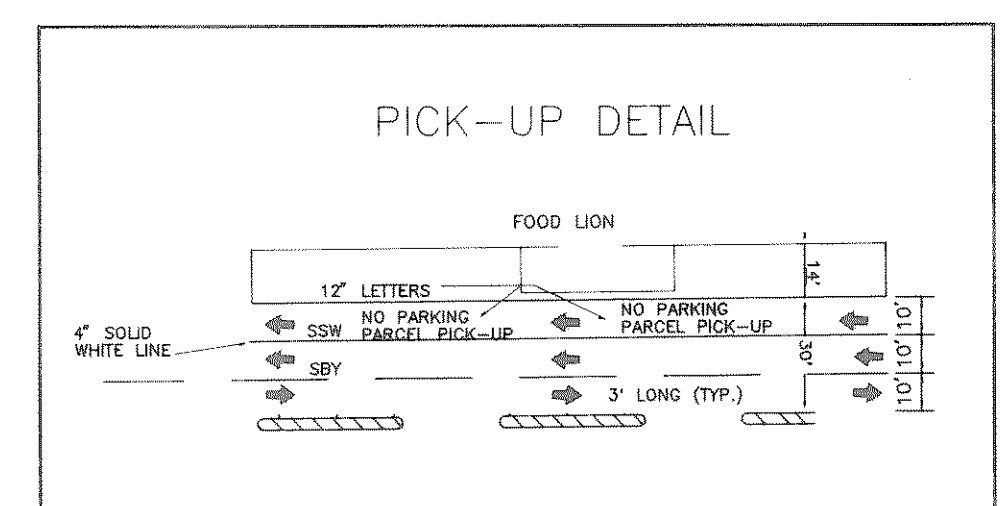 PICK-UP DETAIL
FOOD LION
14'
12" LETTERS
NO PARKING
PARCEL PICK-UP
NO PARKING
PARCEL PICK-UP
4" SOLID
WHITE LINE
SSW
SBY
30'
10'
10'
10'
3' LONG (TYP.)